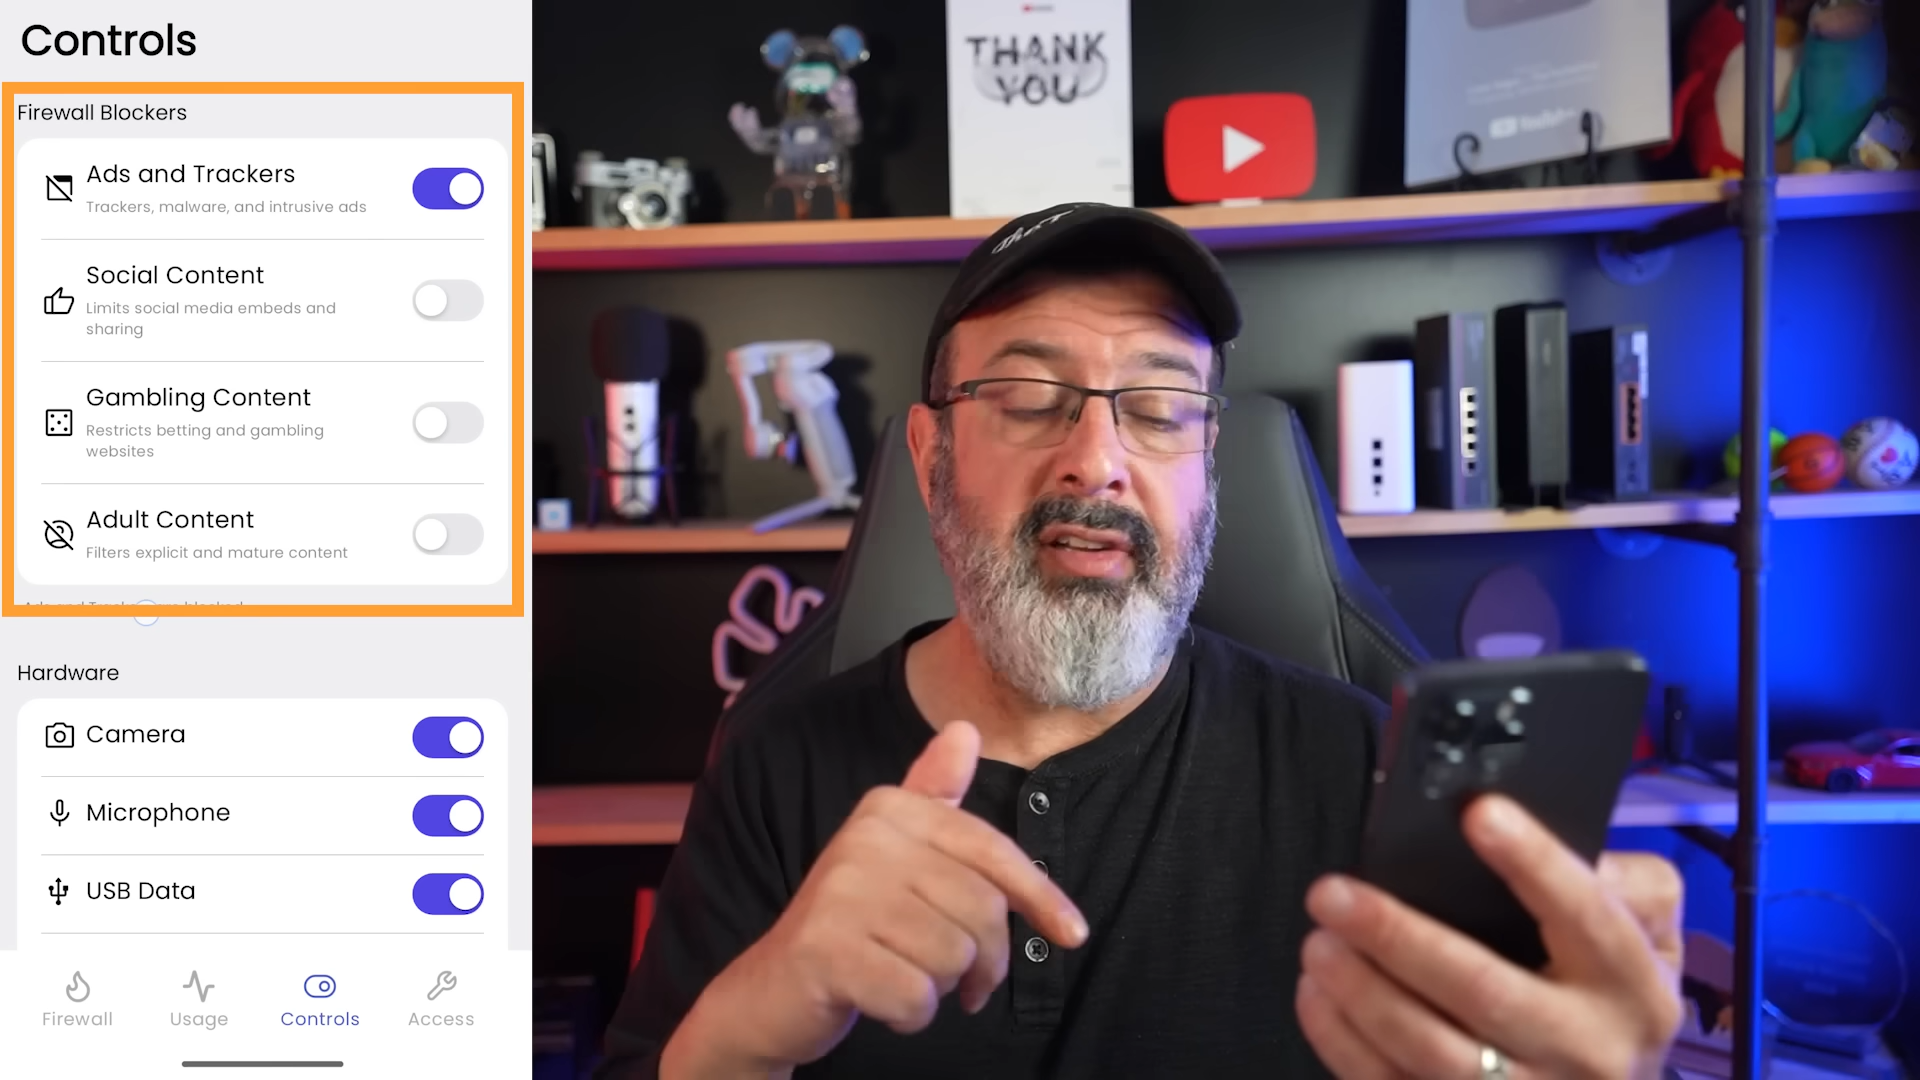 Controls
Firewall Blockers
Ads and Trackers
Trackers, malware, and intrusive ads
Social Content
Limits social media embeds and
sharing
Gambling Content
Restricts betting and gambling
websites
Adult Content
Filters explicit and mature content
Hardware
Camera
Microphone
USB Data
Firewall
Usage
Controls
Access
THANK
YOU
YouTube